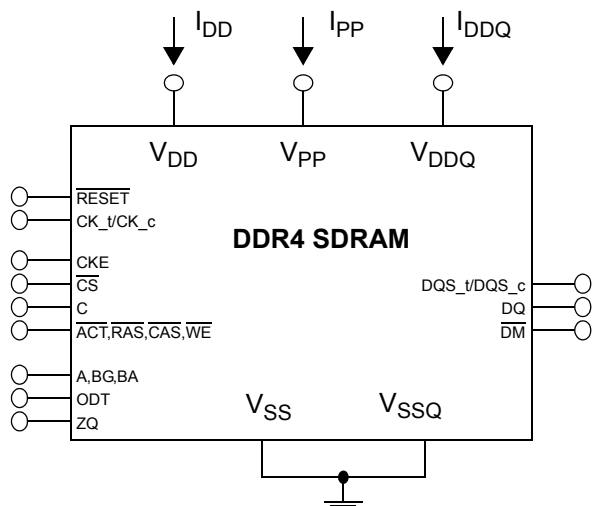 IDD IPP IDDQ
VDD VPP VDDQ
RESET
CK_t/CK_c
DDR4 SDRAM
CKE
CS
DQS_t/DQS_c
C
DQ
ACT,RAS,CAS,WE
DM
A,BG,BA
ODT
VSS VSSQ
ZQ